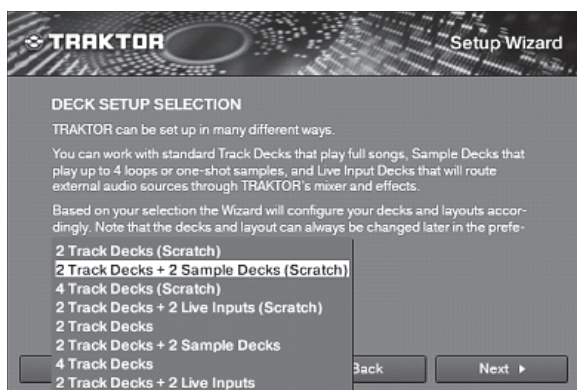 TRAKTOR
Setup Wizard
DECK SETUP SELECTION
TRAKTOR can be set up in many different ways.
You can work with standard Track Decks that play full songs, Sample Decks that
play up to 4 loops or one-shot samples, and Live Input Decks that will route
external audio sources through TRAKTOR's mixer and effects.
Based on your selection the Wizard will configure your decks and layouts accor-
dingly. Note that the decks and layout can always be changed later in the prefe-
2 Track Decks (Scratch)
2 Track Decks + 2 Sample Decks (Scratch)
4 Track Decks (Scratch)
2 Track Decks + 2 Live Inputs (Scratch)
2 Track Decks
2 Track Decks + 2 Sample Decks
4 Track Decks
2 Track Decks + 2 Live Inputs
Back
Next